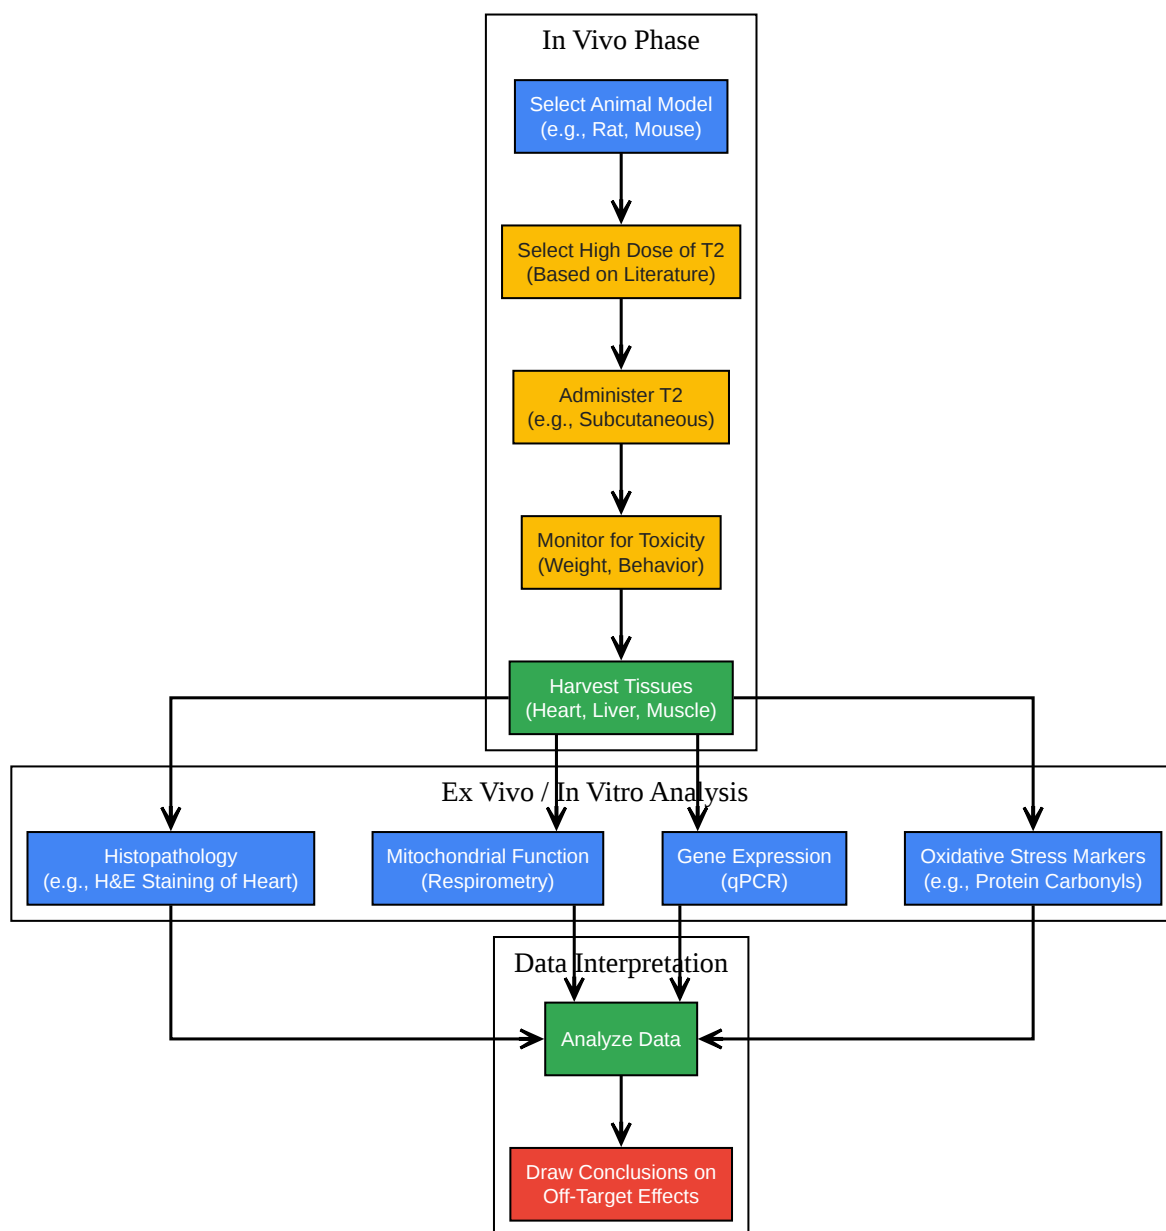 In Vivo Phase
Select Animal Model
(e.g., Rat, Mouse)
Select High Dose of T2
(Based on Literature)
Administer T2
(e.g., Subcutaneous)
Monitor for Toxicity
(Weight, Behavior)
Harvest Tissues
(Heart, Liver, Muscle)
Ex Vivo / In Vitro Analysis
Histopathology
(e.g., H&E Staining of Heart)
Mitochondrial Function
(Respirometry)
Gene Expression
(qPCR)
Oxidative Stress Markers
(e.g., Protein Carbonyls)
Data Interpretation
Analyze Data
Draw Conclusions on
Off-Target Effects